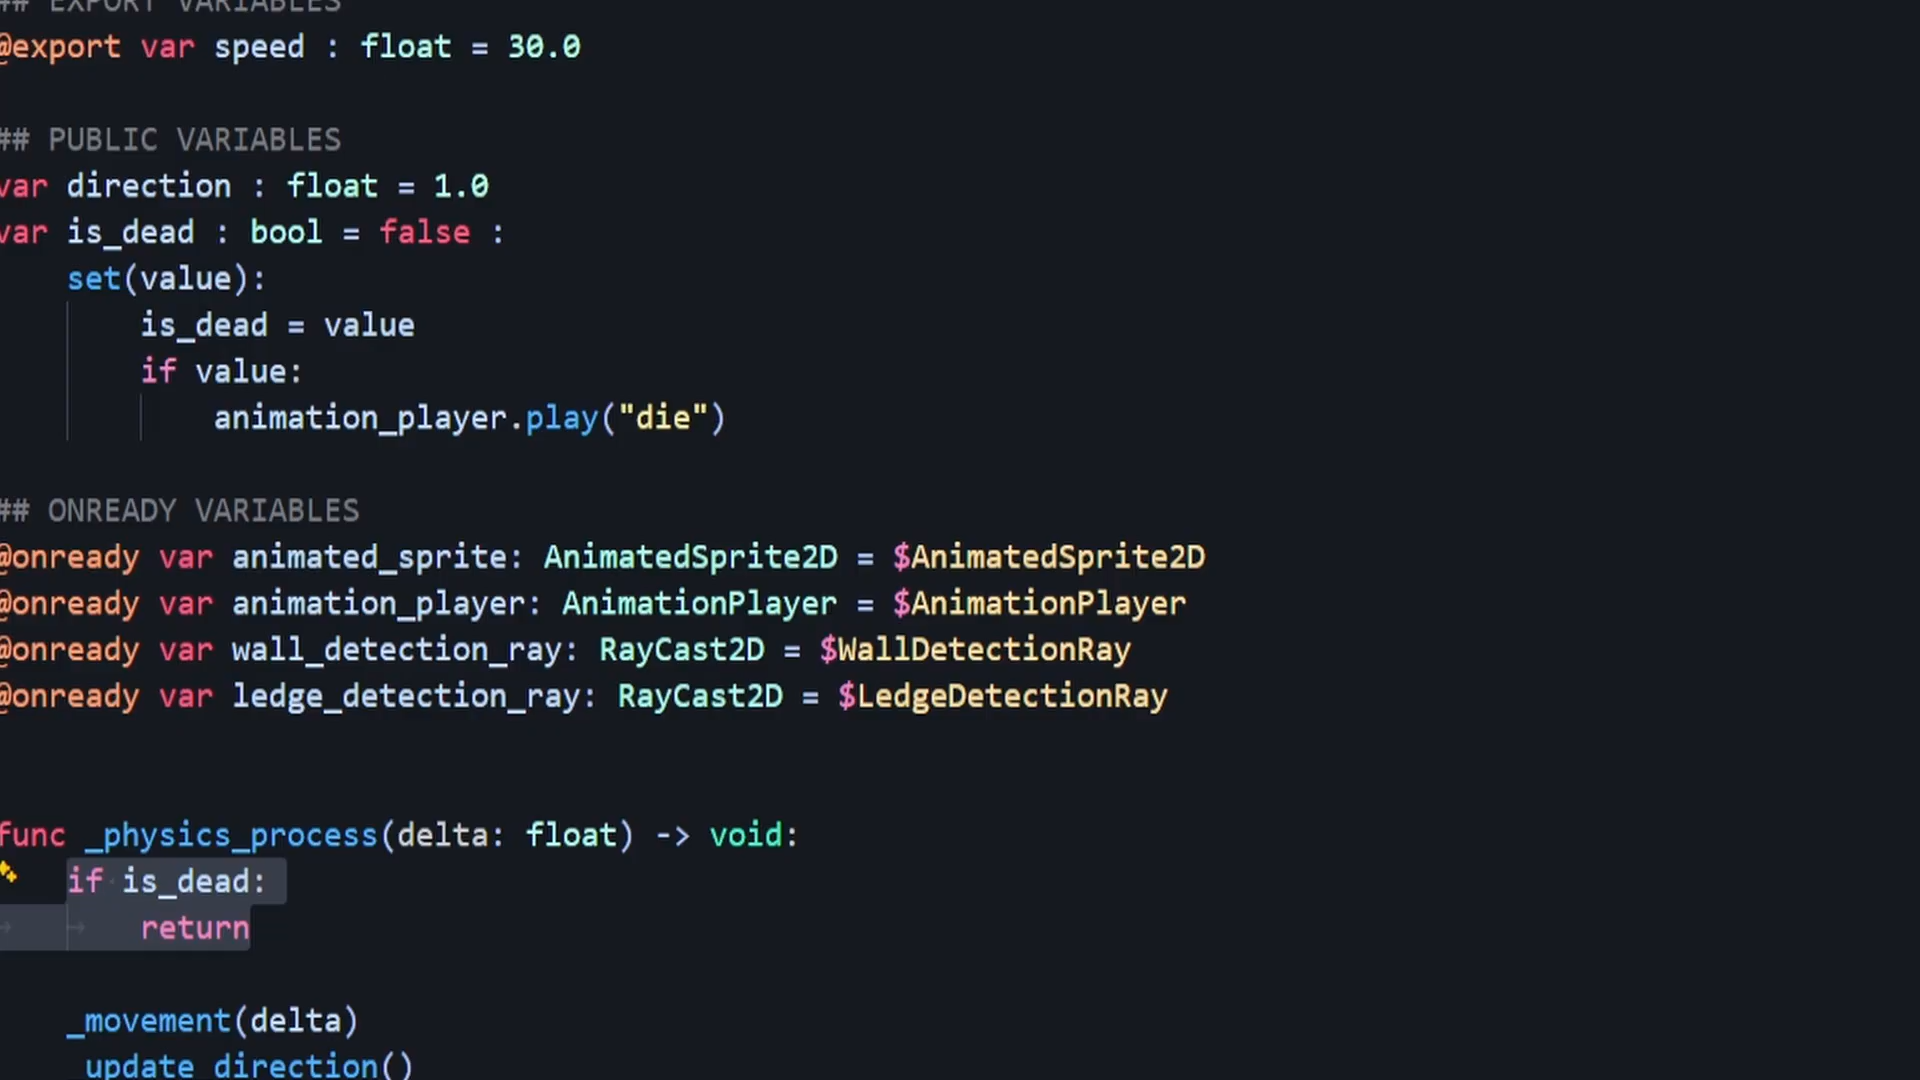 ## EXPORT VARIABLES
@export var speed : float = 30.0
## PUBLIC VARIABLES
var direction : float = 1.0
var is_dead : bool = false :
set(value):
is_dead = value
if value:
animation_player.play("die")
## ONREADY VARIABLES
@onready var animated_sprite: AnimatedSprite2D = $AnimatedSprite2D
@onready var animation_player: AnimationPlayer = $AnimationPlayer
@onready var wall_detection_ray: RayCast2D = $WallDetectionRay
@onready var ledge_detection_ray: RayCast2D = $LedgeDetectionRay
func _physics_process(delta: float) -> void:
if is_dead:
return
_movement(delta)
_update_direction()